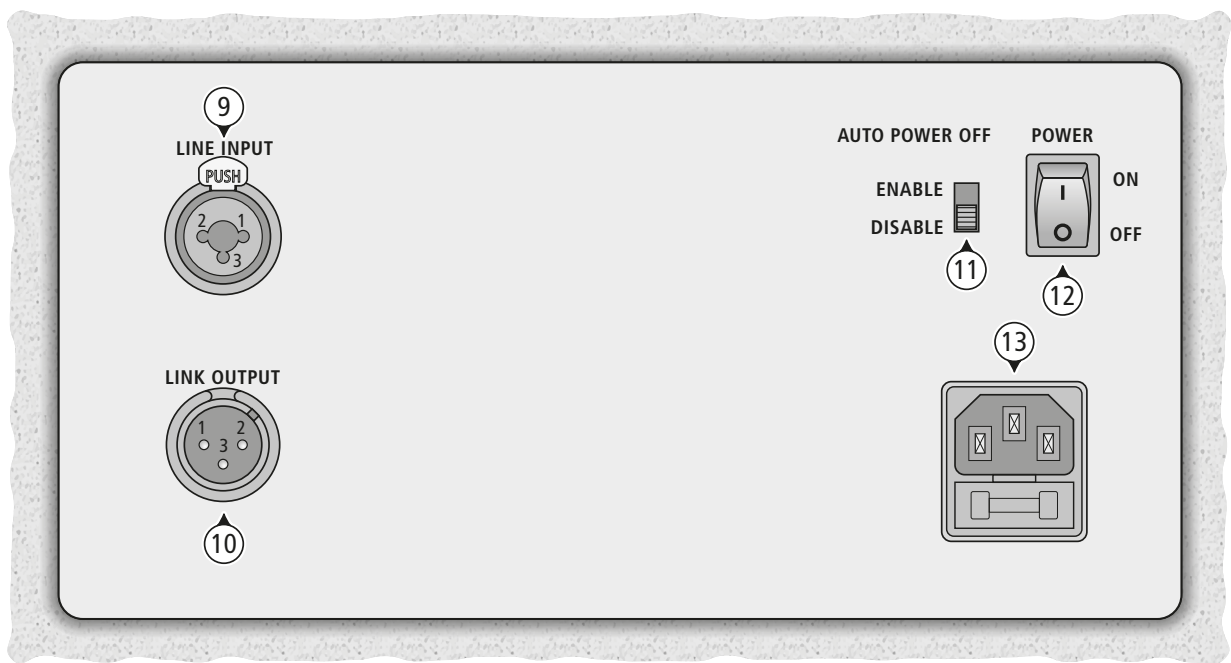 9
LINE INPUT
PUSH
2 1
3
AUTO POWER OFF
ENABLE
DISABLE
11
POWER
I
ON
O
OFF
12
13
LINK OUTPUT
1 2
3
10